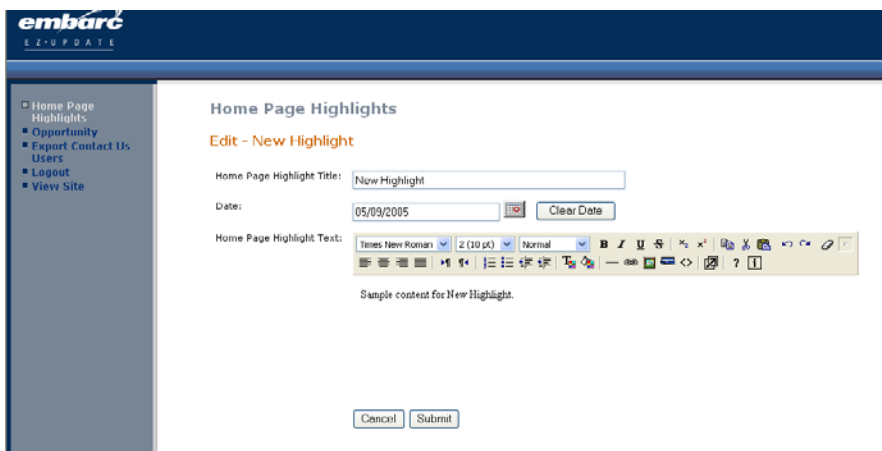 embarc
EZ·UPDATE
Home Page
Highlights
Opportunity
Export Contact Us
Users
Logout
View Site
Home Page Highlights
Edit - New Highlight
Home Page Highlight Title: New Highlight
Date: 05/09/2005 Clear Date
Home Page Highlight Text: Times New Roman 2 (10 pt) Normal B I U S x₂ x²
?
Sample content for New Highlight.
Cancel Submit